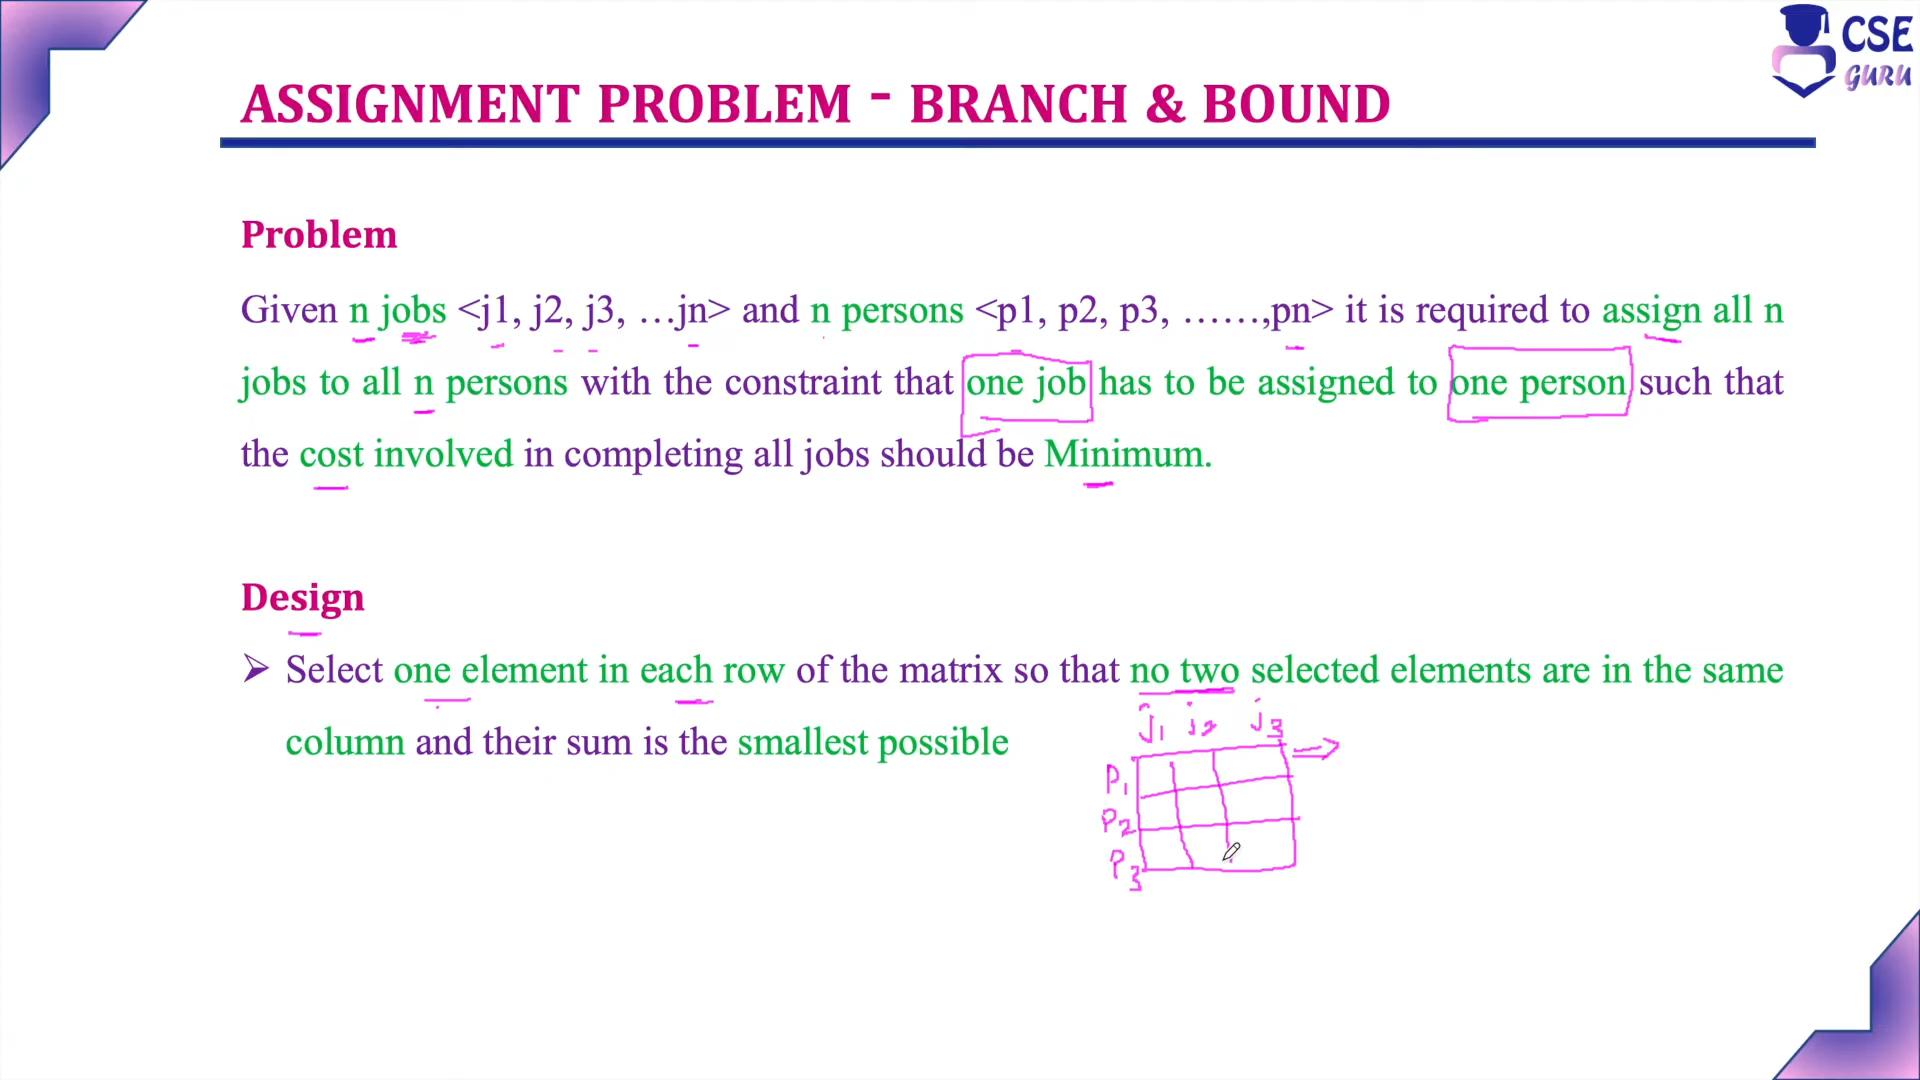 CSE
GURU
ASSIGNMENT PROBLEM - BRANCH & BOUND
Problem
Given n jobs <j1, j2, j3, …jn> and n persons <p1, p2, p3, ……,pn> it is required to assign all n
jobs to all n persons with the constraint that one job has to be assigned to one person such that
the cost involved in completing all jobs should be Minimum.
Design
➢ Select one element in each row of the matrix so that no two selected elements are in the same
column and their sum is the smallest possible
j1 j2 j3
P1
P2
P3